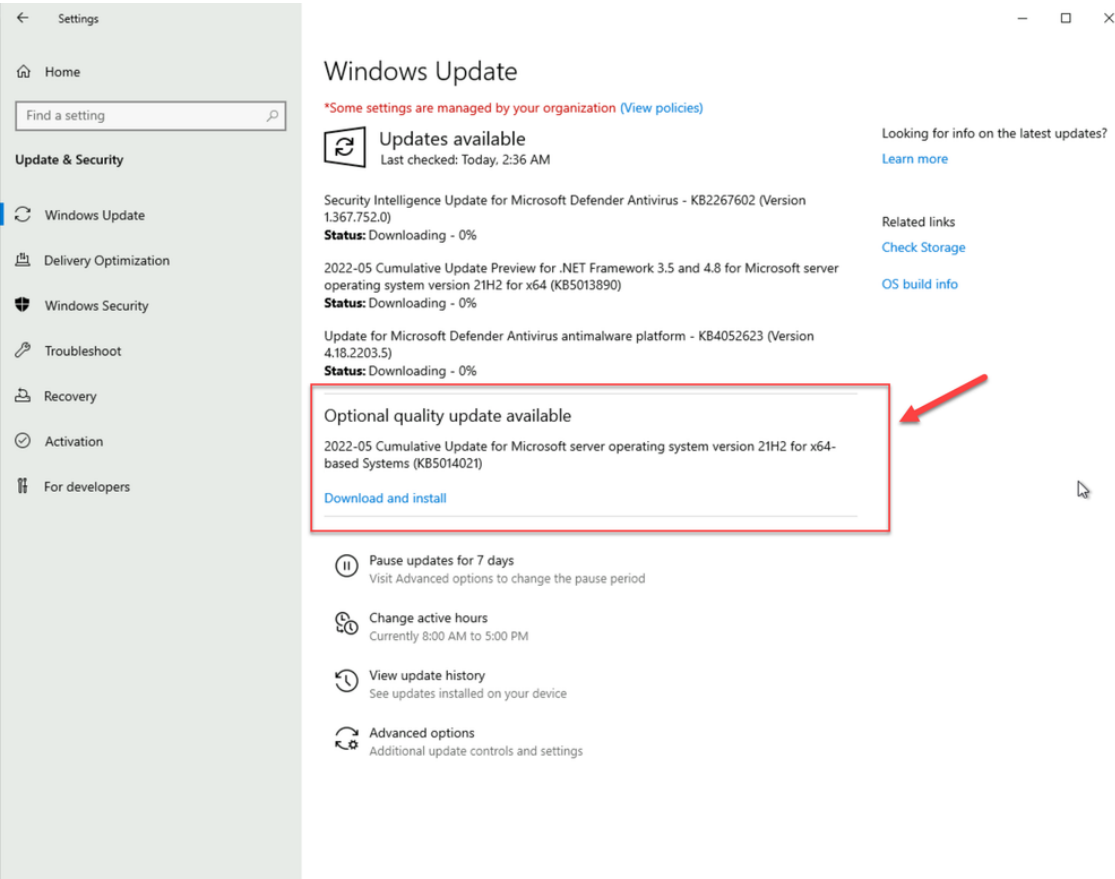 Settings
Home
Find a setting
Update & Security
Windows Update
Delivery Optimization
Windows Security
Troubleshoot
Recovery
Activation
For developers
Windows Update
*Some settings are managed by your organization (View policies)
Updates available
Last checked: Today, 2:36 AM
Security Intelligence Update for Microsoft Defender Antivirus - KB2267602 (Version
1.367.752.0)
Status: Downloading - 0%
2022-05 Cumulative Update Preview for .NET Framework 3.5 and 4.8 for Microsoft server
operating system version 21H2 for x64 (KB5013890)
Status: Downloading - 0%
Update for Microsoft Defender Antivirus antimalware platform - KB4052623 (Version
4.18.2203.5)
Status: Downloading - 0%
Optional quality update available
2022-05 Cumulative Update for Microsoft server operating system version 21H2 for x64-
based Systems (KB5014021)
Download and install
Pause updates for 7 days
Visit Advanced options to change the pause period
Change active hours
Currently 8:00 AM to 5:00 PM
View update history
See updates installed on your device
Advanced options
Additional update controls and settings
Looking for info on the latest updates?
Learn more
Related links
Check Storage
OS build info